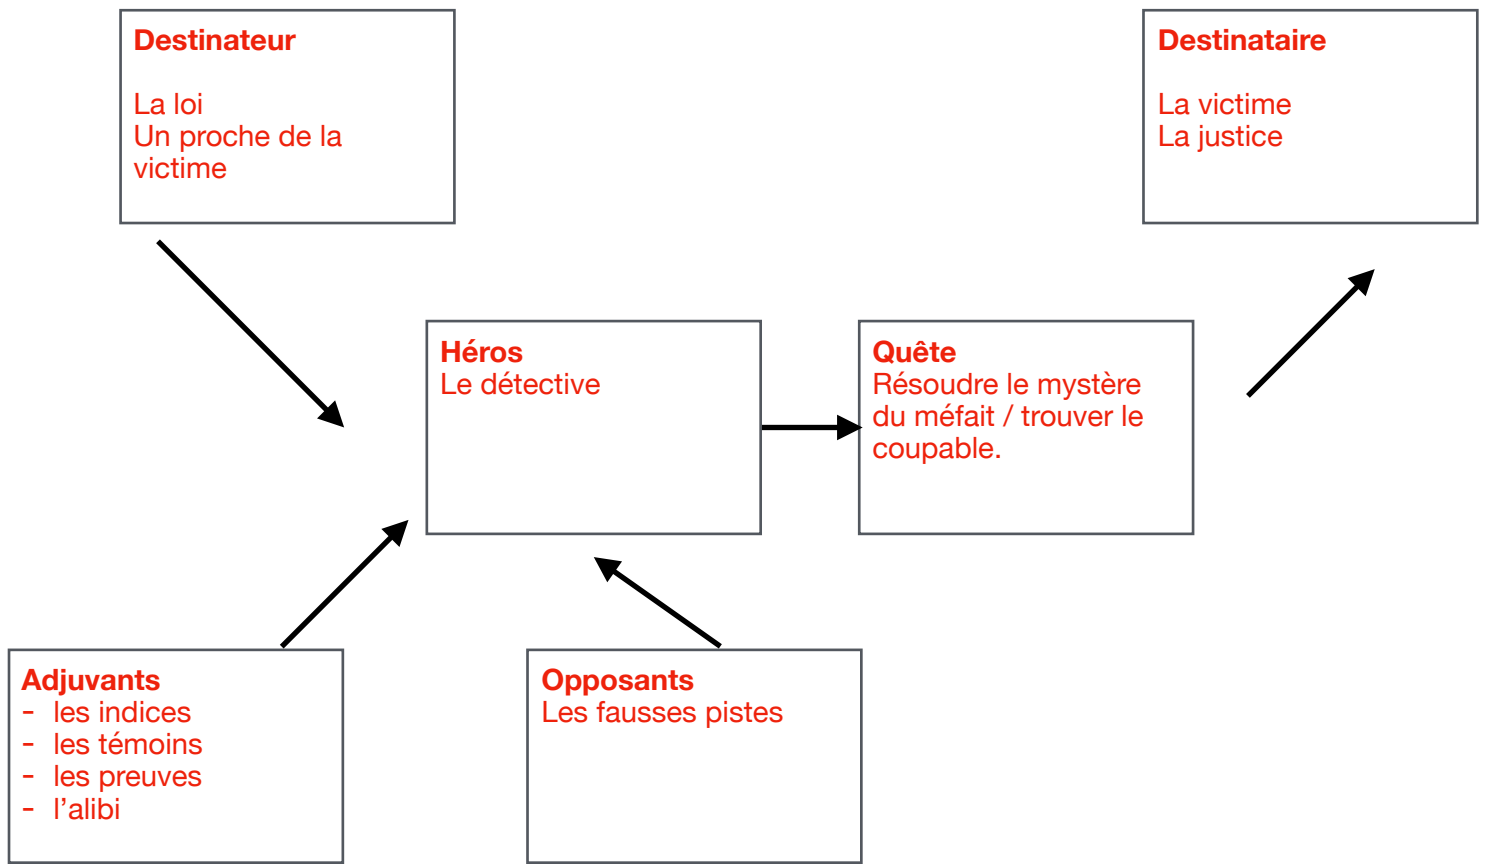 Destinateur
La loi
Un proche de la
victime
Destinataire
La victime
La justice
Héros
Le détective
Quête
Résoudre le mystère
du méfait / trouver le
coupable.
Adjuvants
- les indices
- les témoins
- les preuves
- l’alibi
Opposants
Les fausses pistes